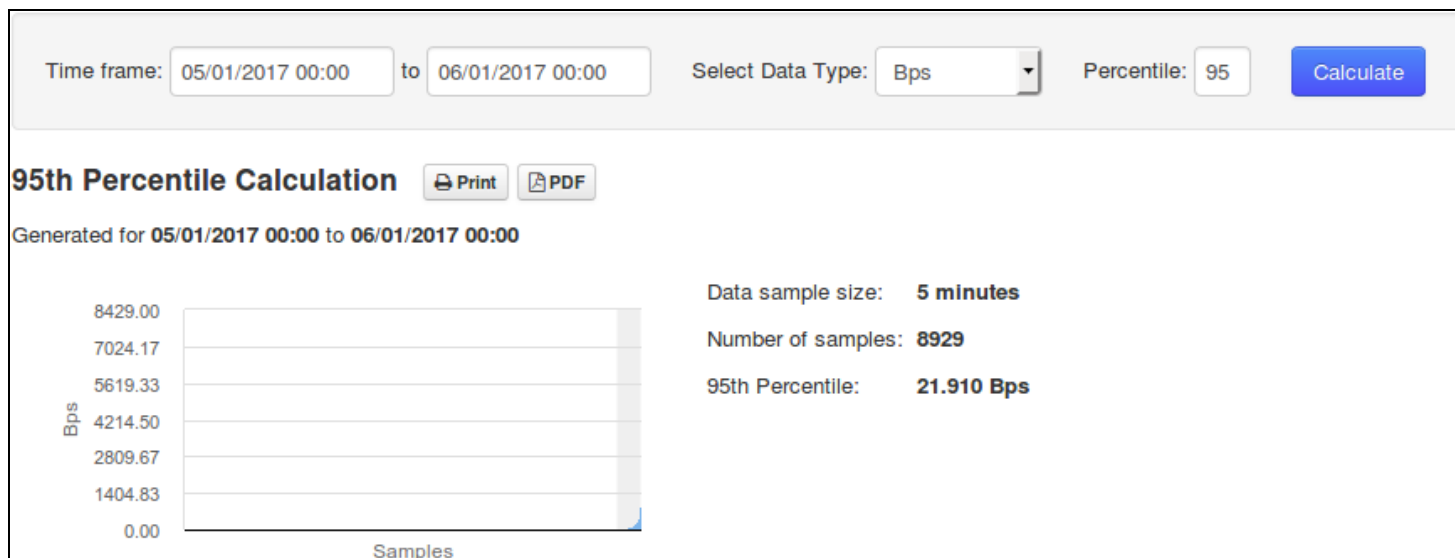 Time frame: 05/01/2017 00:00 to 06/01/2017 00:00 Select Data Type: Bps Percentile: 95 Calculate
95th Percentile Calculation Print PDF
Generated for 05/01/2017 00:00 to 06/01/2017 00:00
Data sample size: 5 minutes
Number of samples: 8929
95th Percentile: 21.910 Bps
8429.00
7024.17
5619.33
4214.50
2809.67
1404.83
0.00
Bps
Samples